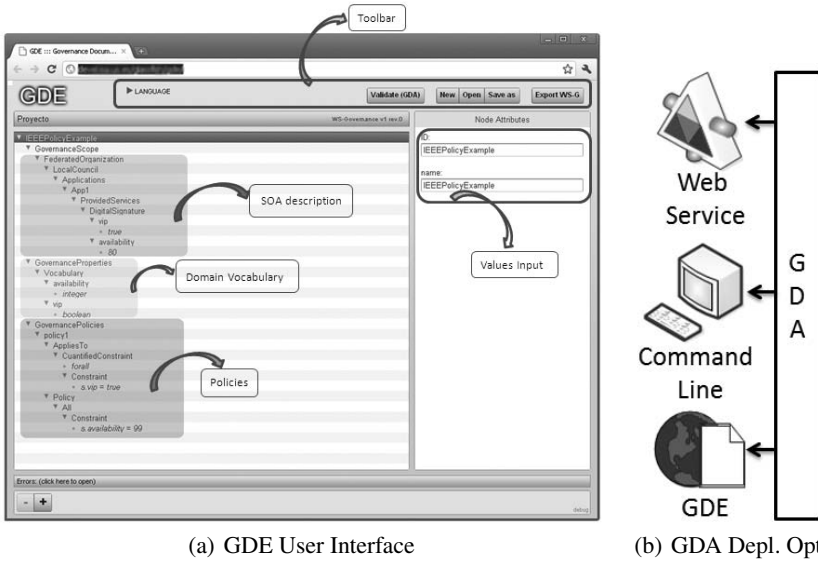 Toolbar
GDE ::: Governance Docum...
GDE
LANGUAGE
Validate (GDA)
New
Open
Save as
Export WS-G
Proyecto
WS-Governance v1 rev.0
Node Attributes
IEEEPolicyExample
GovernanceScope
FederatedOrganization
LocalCouncil
Applications
App1
ProvidedServices
DigitalSignature
vip
true
availability
80
GovernanceProperties
Vocabulary
availability
integer
vip
boolean
GovernancePolicies
policy1
AppliesTo
CuantifiedConstraint
forall
Constraint
s.vip = true
Policy
All
Constraint
s.availability = 99
SOA description
Domain Vocabulary
Policies
ID:
IEEEPolicyExample
name:
IEEEPolicyExample
Values Input
Errors: (click here to open)
- +
debug
(a) GDE User Interface
Web
Service
Command
Line
GDE
G
D
A
(b) GDA Depl. Opt